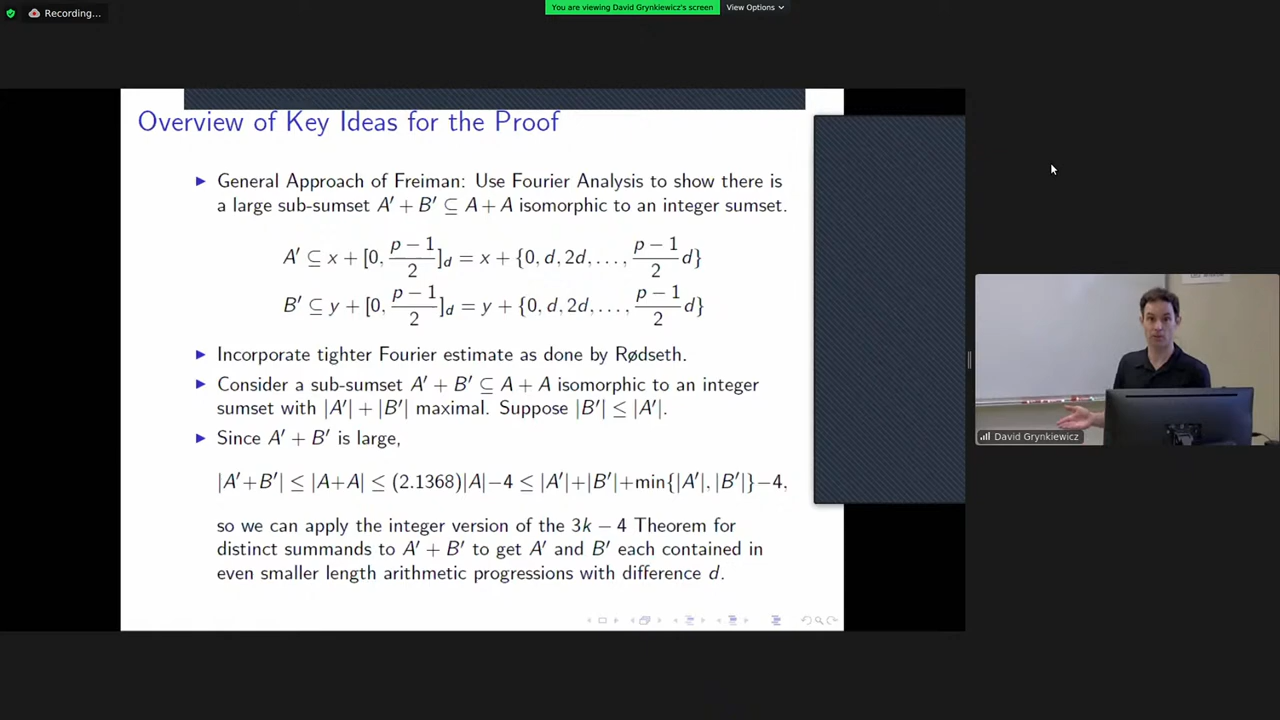 Recording...
You are viewing David Grynkiewicz's screen
View Options
Overview of Key Ideas for the Proof
General Approach of Freiman: Use Fourier Analysis to show there is
a large sub-sumset A′ + B′ ⊆ A + A isomorphic to an integer sumset.
A′ ⊆ x + [0, (p − 1)/2]_d = x + {0, d, 2d, . . . , (p − 1)/2 d}
B′ ⊆ y + [0, (p − 1)/2]_d = y + {0, d, 2d, . . . , (p − 1)/2 d}
Incorporate tighter Fourier estimate as done by Rødseth.
Consider a sub-sumset A′ + B′ ⊆ A + A isomorphic to an integer
sumset with |A′| + |B′| maximal. Suppose |B′| ≤ |A′|.
Since A′ + B′ is large,
|A′+B′| ≤ |A+A| ≤ (2.1368)|A|−4 ≤ |A′|+|B′|+min{|A′|, |B′|}−4,
so we can apply the integer version of the 3k − 4 Theorem for
distinct summands to A′ + B′ to get A′ and B′ each contained in
even smaller length arithmetic progressions with difference d.
David Grynkiewicz